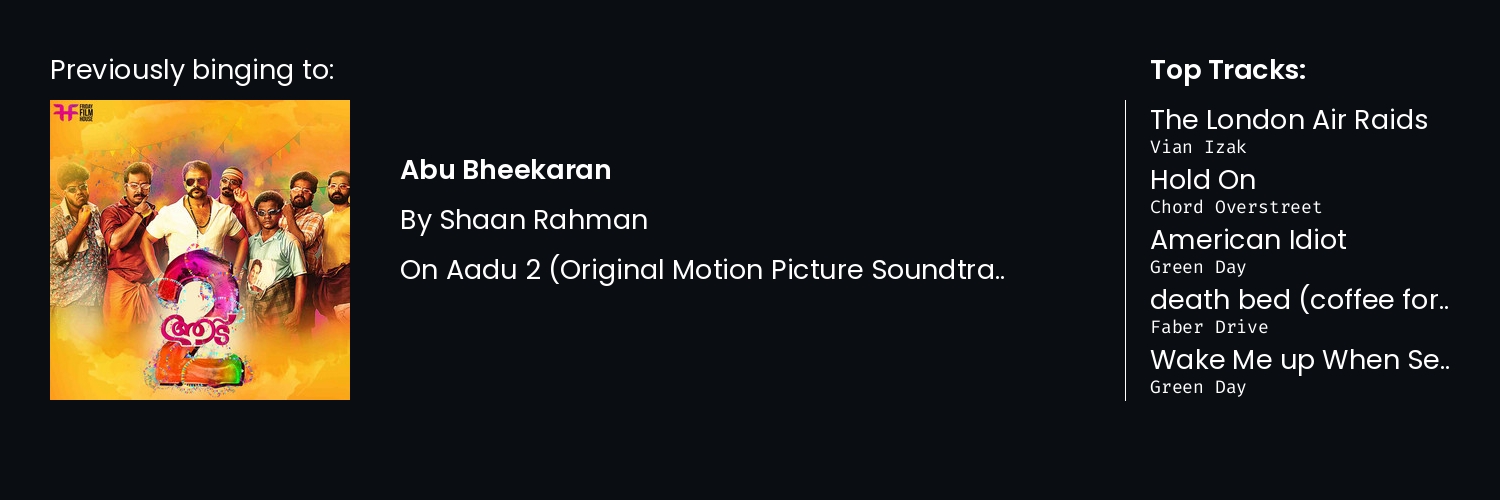 Previously binging to:
FRIDAY
FILM
HOUSE
2
ആട്
Abu Bheekaran
By Shaan Rahman
On Aadu 2 (Original Motion Picture Soundtra..
Top Tracks:
The London Air Raids
Vian Izak
Hold On
Chord Overstreet
American Idiot
Green Day
death bed (coffee for..
Faber Drive
Wake Me up When Se..
Green Day